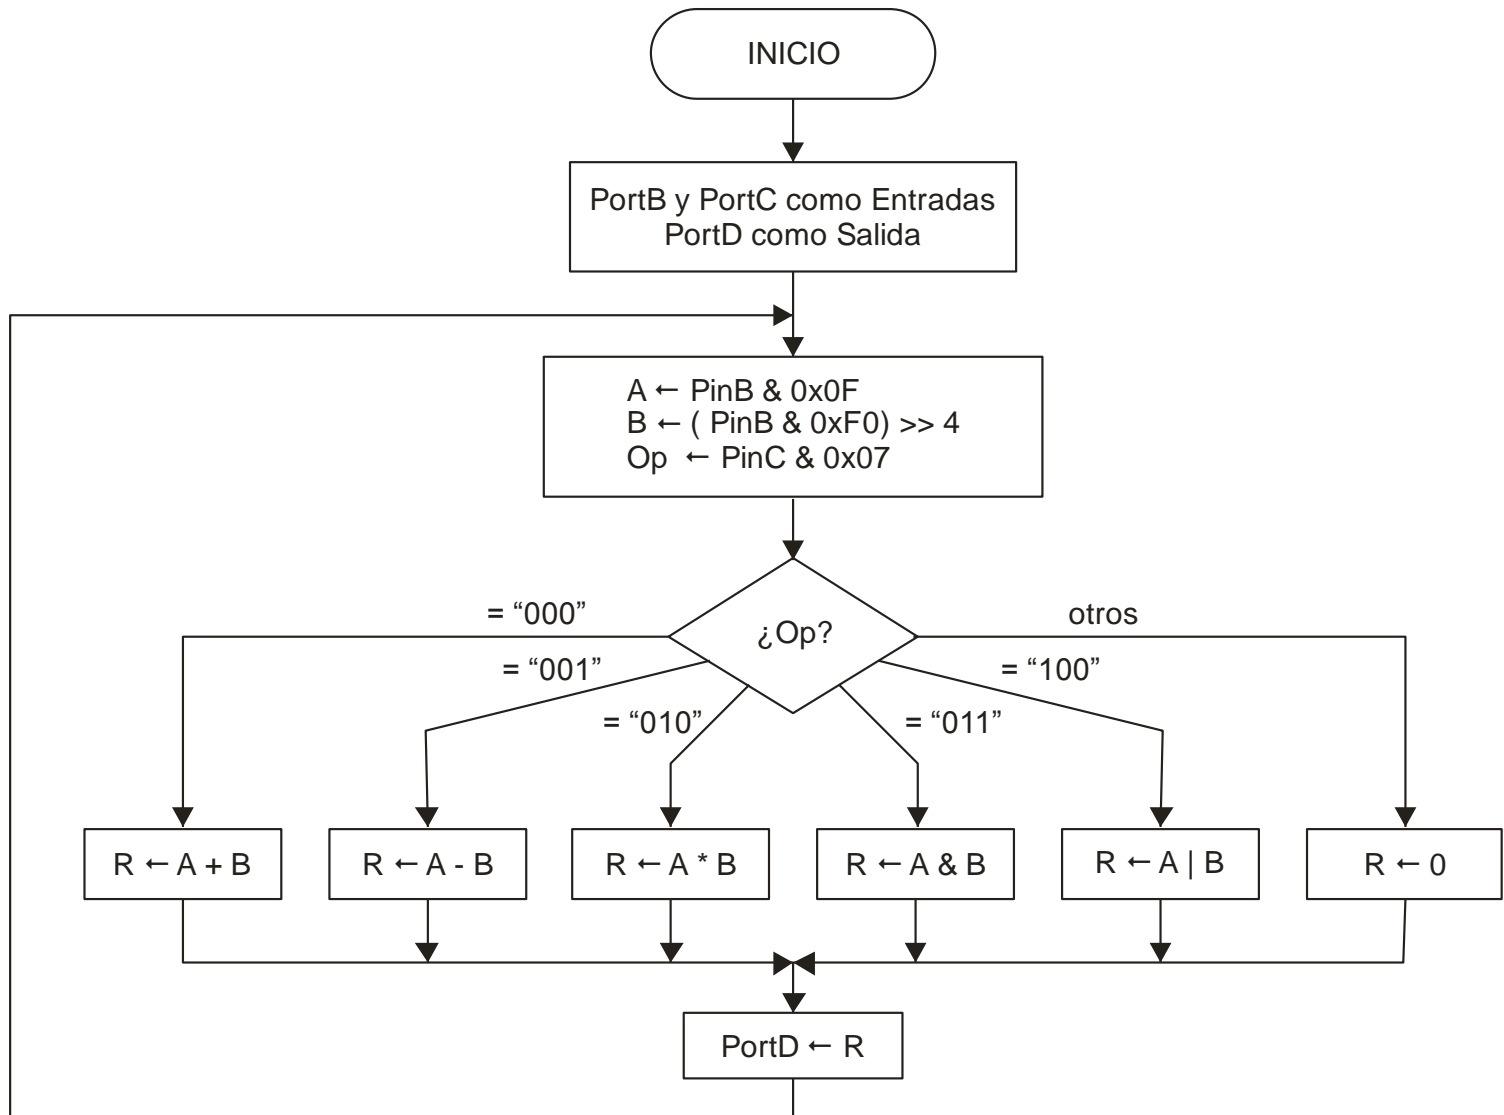 INICIO
PortB y PortC como Entradas
PortD como Salida
A ← PinB & 0x0F
B ← ( PinB & 0xF0) >> 4
Op ← PinC & 0x07
¿Op?
= “000”
= “001”
= “010”
= “011”
= “100”
otros
R ← A + B
R ← A - B
R ← A * B
R ← A & B
R ← A | B
R ← 0
PortD ← R